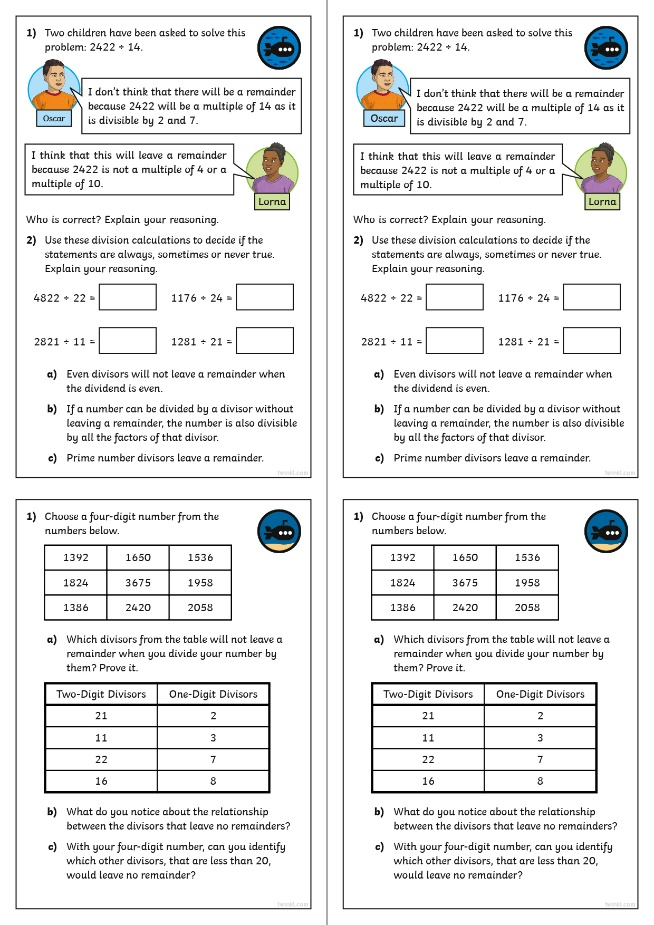 1) Two children have been asked to solve this
problem: 2422 ÷ 14.
I don't think that there will be a remainder
because 2422 will be a multiple of 14 as it
is divisible by 2 and 7.
Oscar
I think that this will leave a remainder
because 2422 is not a multiple of 4 or a
multiple of 10.
Lorna
Who is correct? Explain your reasoning.
2) Use these division calculations to decide if the
statements are always, sometimes or never true.
Explain your reasoning.
4822 ÷ 22 = 1176 ÷ 24 =
2821 ÷ 11 = 1281 ÷ 21 =
a) Even divisors will not leave a remainder when
the dividend is even.
b) If a number can be divided by a divisor without
leaving a remainder, the number is also divisible
by all the factors of that divisor.
c) Prime number divisors leave a remainder.
twinkl.com
1) Two children have been asked to solve this
problem: 2422 ÷ 14.
I don't think that there will be a remainder
because 2422 will be a multiple of 14 as it
is divisible by 2 and 7.
Oscar
I think that this will leave a remainder
because 2422 is not a multiple of 4 or a
multiple of 10.
Lorna
Who is correct? Explain your reasoning.
2) Use these division calculations to decide if the
statements are always, sometimes or never true.
Explain your reasoning.
4822 ÷ 22 = 1176 ÷ 24 =
2821 ÷ 11 = 1281 ÷ 21 =
a) Even divisors will not leave a remainder when
the dividend is even.
b) If a number can be divided by a divisor without
leaving a remainder, the number is also divisible
by all the factors of that divisor.
c) Prime number divisors leave a remainder.
twinkl.com
1) Choose a four-digit number from the
numbers below.
1392 1650 1536
1824 3675 1958
1386 2420 2058
a) Which divisors from the table will not leave a
remainder when you divide your number by
them? Prove it.
Two-Digit Divisors One-Digit Divisors
21 2
11 3
22 7
16 8
b) What do you notice about the relationship
between the divisors that leave no remainders?
c) With your four-digit number, can you identify
which other divisors, that are less than 20,
would leave no remainder?
twinkl.com
1) Choose a four-digit number from the
numbers below.
1392 1650 1536
1824 3675 1958
1386 2420 2058
a) Which divisors from the table will not leave a
remainder when you divide your number by
them? Prove it.
Two-Digit Divisors One-Digit Divisors
21 2
11 3
22 7
16 8
b) What do you notice about the relationship
between the divisors that leave no remainders?
c) With your four-digit number, can you identify
which other divisors, that are less than 20,
would leave no remainder?
twinkl.com